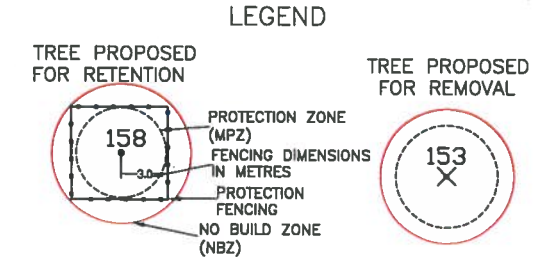 LEGEND
TREE PROPOSED
FOR RETENTION
158
3.0
PROTECTION ZONE
(MPZ)
FENCING DIMENSIONS
IN METRES
PROTECTION
FENCING
NO BUILD ZONE
(NBZ)
TREE PROPOSED
FOR REMOVAL
153